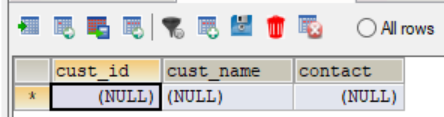 All rows
cust_id cust_name contact
* (NULL) (NULL) (NULL)